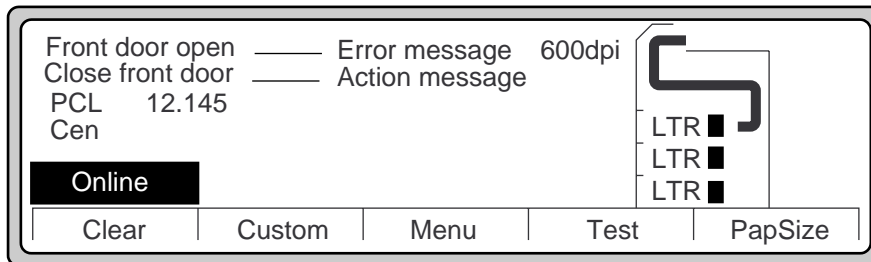 Front door open Error message 600dpi
Close front door Action message
PCL 12.145
Cen
LTR
LTR
LTR
Online
Clear Custom Menu Test PapSize